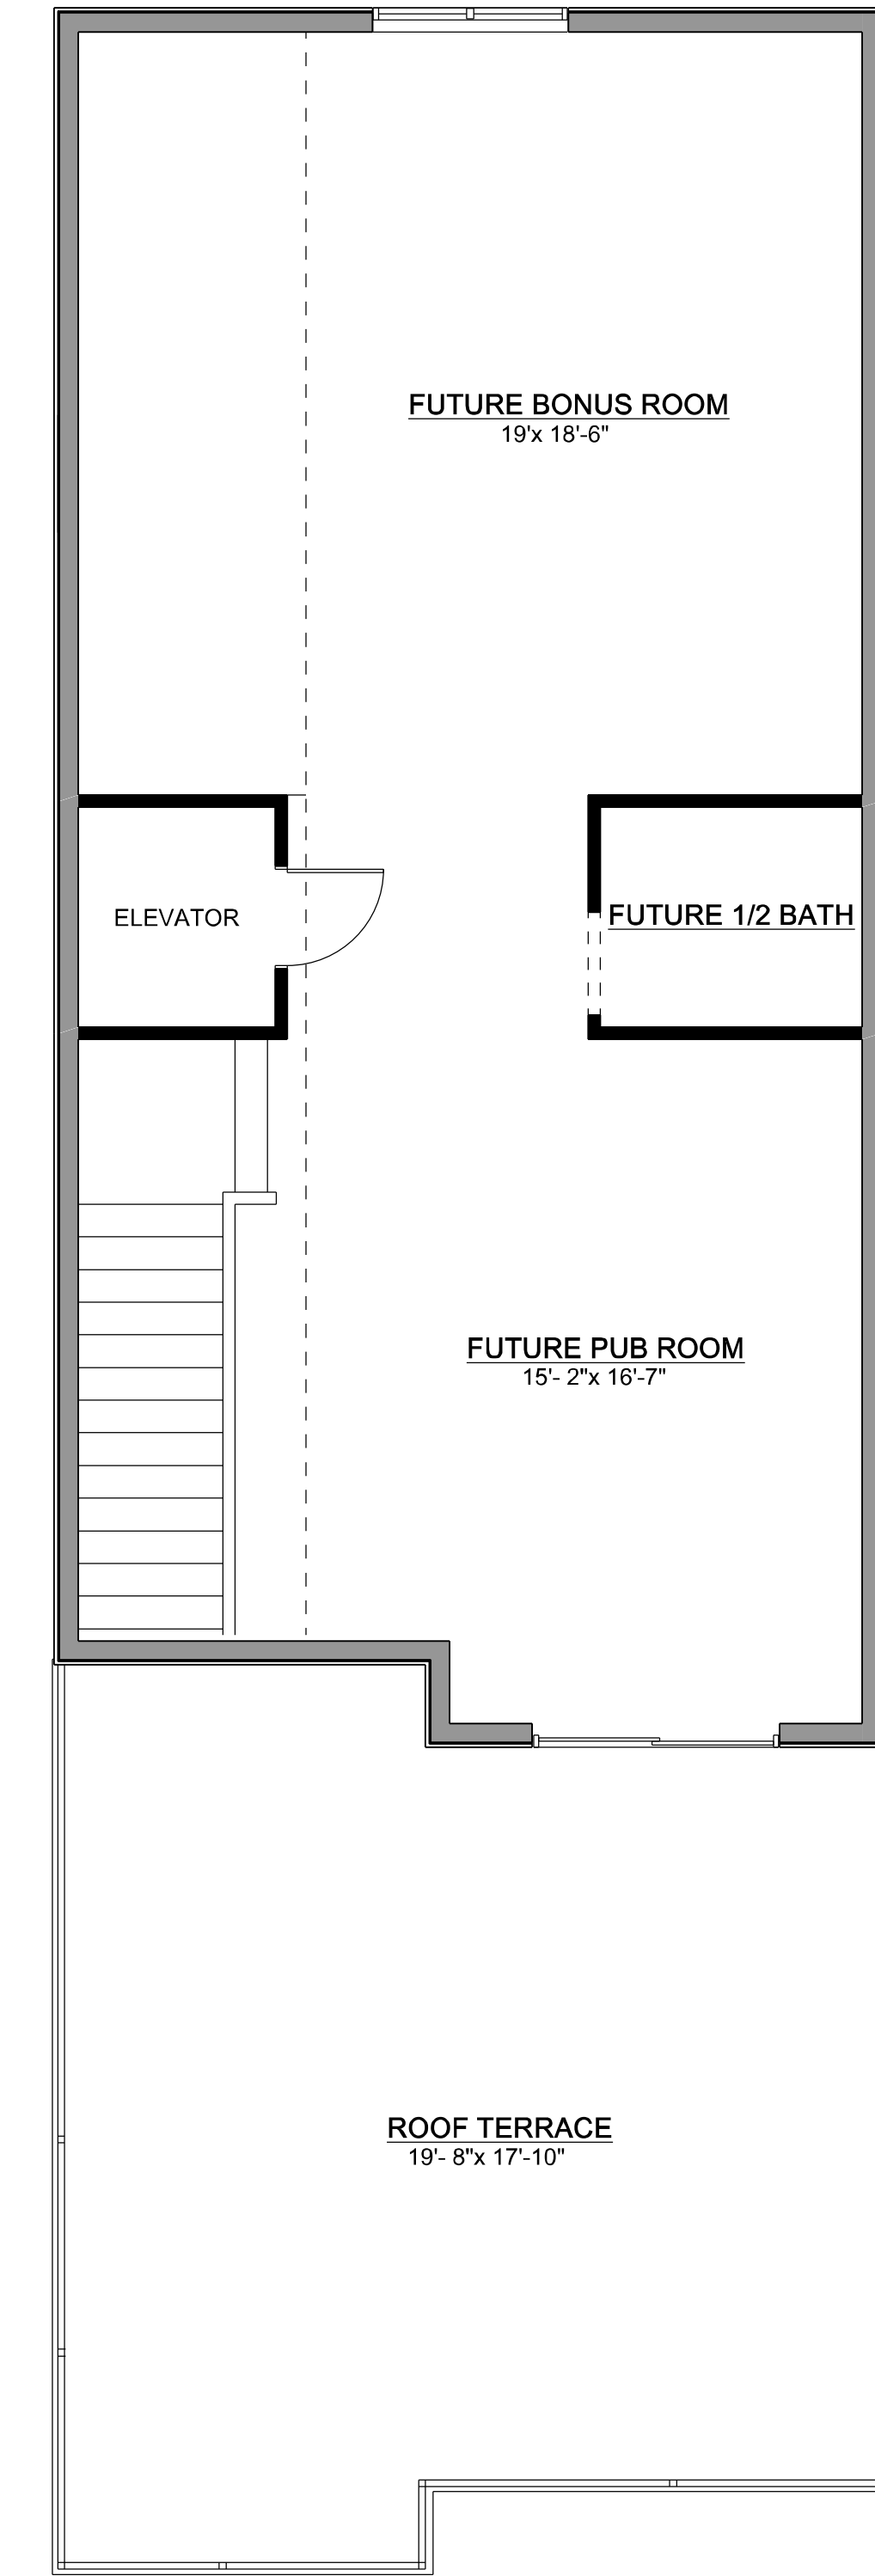 FUTURE BONUS ROOM
19'x 18'-6"
ELEVATOR
FUTURE 1/2 BATH
FUTURE PUB ROOM
15'- 2"x 16'-7"
ROOF TERRACE
19'- 8"x 17'-10"